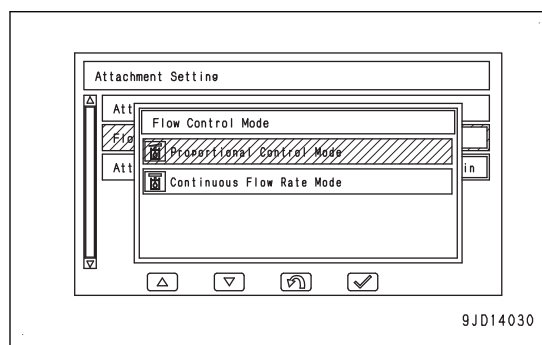 Attachment Setting
Att
Flow Control Mode
Flo
Proportional Control Mode
Att
in
Continuous Flow Rate Mode
9JD14030